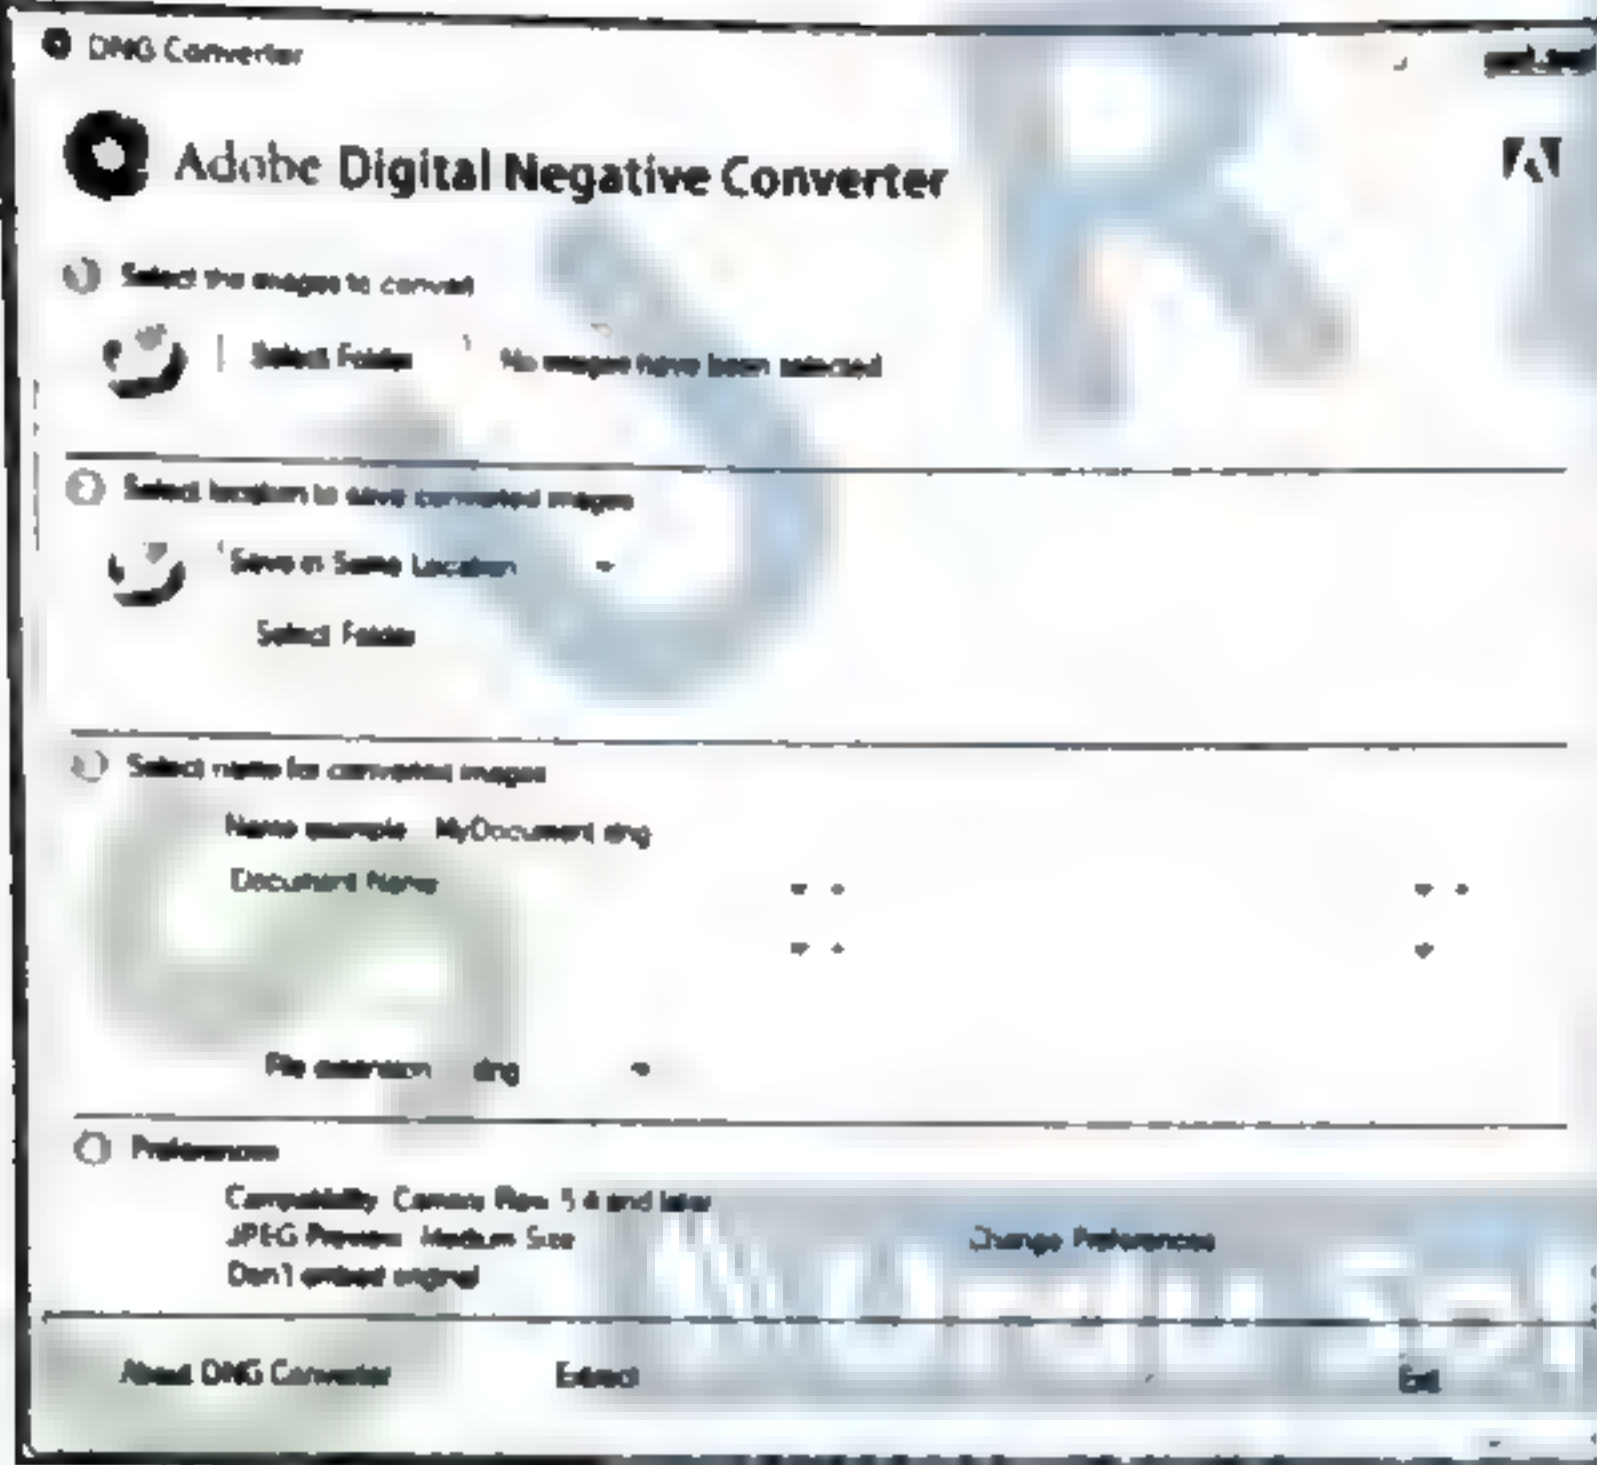 DNG Converter
Adobe Digital Negative Converter
Select the images to convert
Select Folder No images have been selected
2 Select location to save converted images
Save in Same Location
Select Folder
Select name for converted images
Name example MyDocument dng
Document Name
File extension dng
Preferences
Compatibility Camera Raw 5.4 and later
JPEG Preview Medium Size
Change Preferences
Don't embed original
About DNG Converter Extract Exit